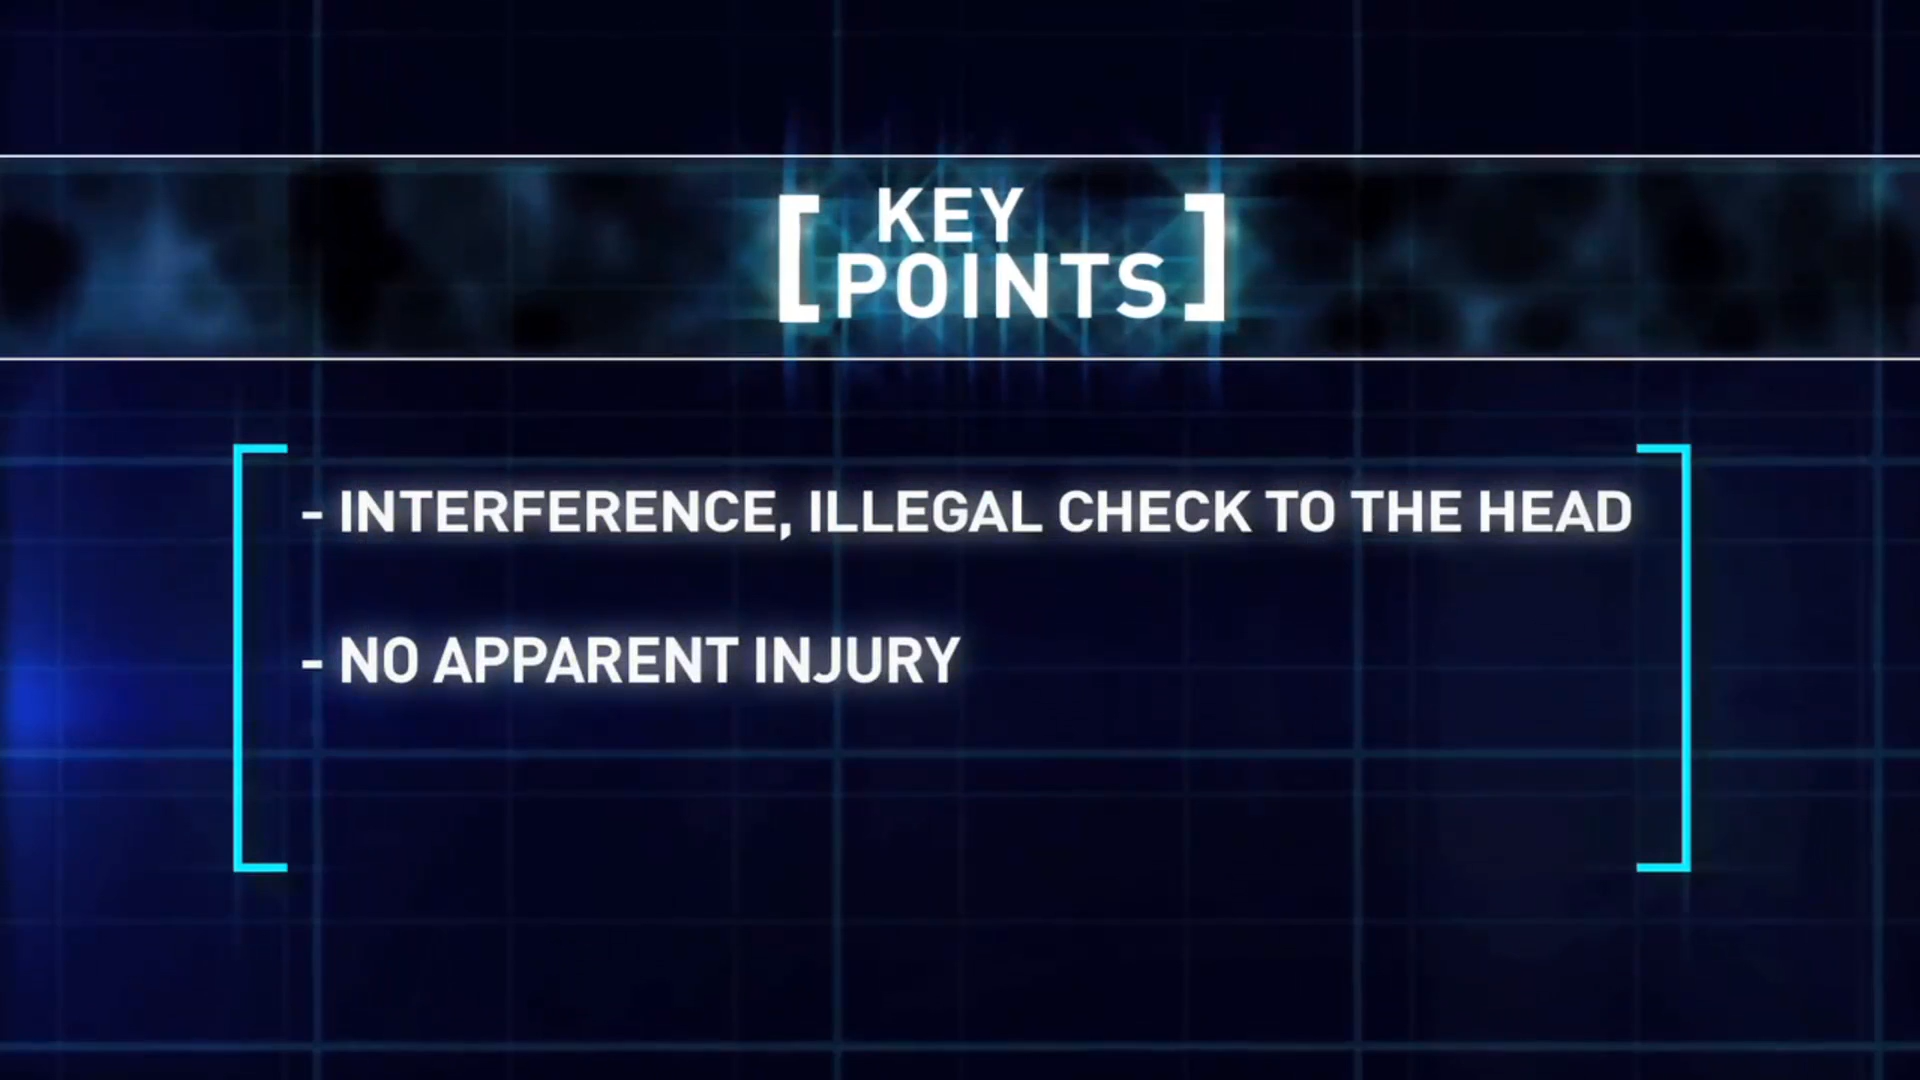 [KEY
POINTS]
- INTERFERENCE, ILLEGAL CHECK TO THE HEAD
- NO APPARENT INJURY